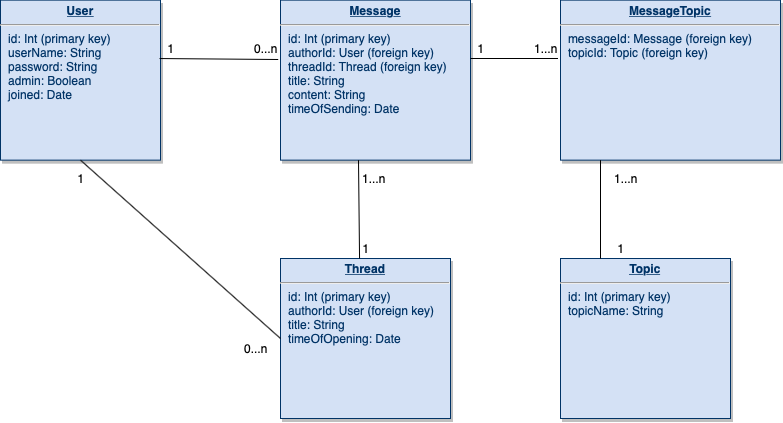 User
id: Int (primary key)
userName: String
password: String
admin: Boolean
joined: Date
1
0...n
Message
id: Int (primary key)
authorId: User (foreign key)
threadId: Thread (foreign key)
title: String
content: String
timeOfSending: Date
1
1...n
MessageTopic
messageId: Message (foreign key)
topicId: Topic (foreign key)
1
1...n
1...n
1
1
0...n
Thread
id: Int (primary key)
authorId: User (foreign key)
title: String
timeOfOpening: Date
Topic
id: Int (primary key)
topicName: String